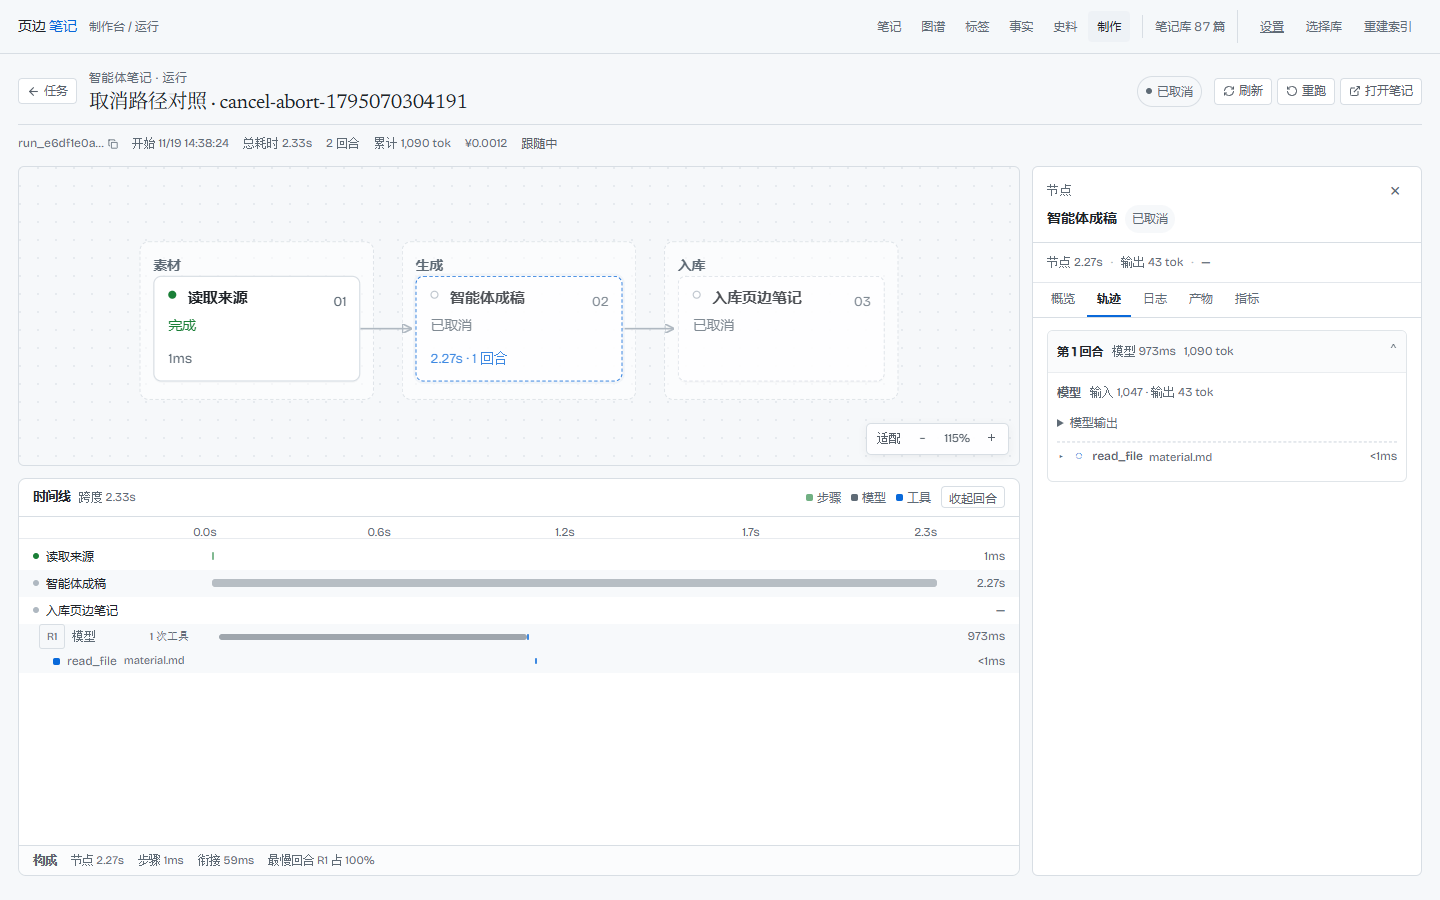 页边 笔记 制作台 / 运行 笔记 图谱 标签 事实 史料 制作 笔记库 87 篇 设置 选择库 重建索引
← 任务
智能体笔记 · 运行
取消路径对照 · cancel-abort-1795070304191
已取消 刷新 重跑 打开笔记
run_e6df1e0a... 开始 11/19 14:38:24 总耗时 2.33s 2 回合 累计 1,090 tok ¥0.0012 跟随中
素材
读取来源 01
完成
1ms
生成
智能体成稿 02
已取消
2.27s · 1 回合
入库
入库页边笔记 03
已取消
适配 - 115% +
时间线 跨度 2.33s 步骤 模型 工具 收起回合
0.0s 0.6s 1.2s 1.7s 2.3s
读取来源 1ms
智能体成稿 2.27s
入库页边笔记 —
R1 模型 1 次工具 973ms
read_file material.md <1ms
构成 节点 2.27s 步骤 1ms 衔接 59ms 最慢回合 R1 占 100%
节点 ×
智能体成稿 已取消
节点 2.27s · 输出 43 tok · —
概览 轨迹 日志 产物 指标
第 1 回合 模型 973ms 1,090 tok ^
模型 输入 1,047 · 输出 43 tok
▶ 模型输出
▸ read_file material.md <1ms